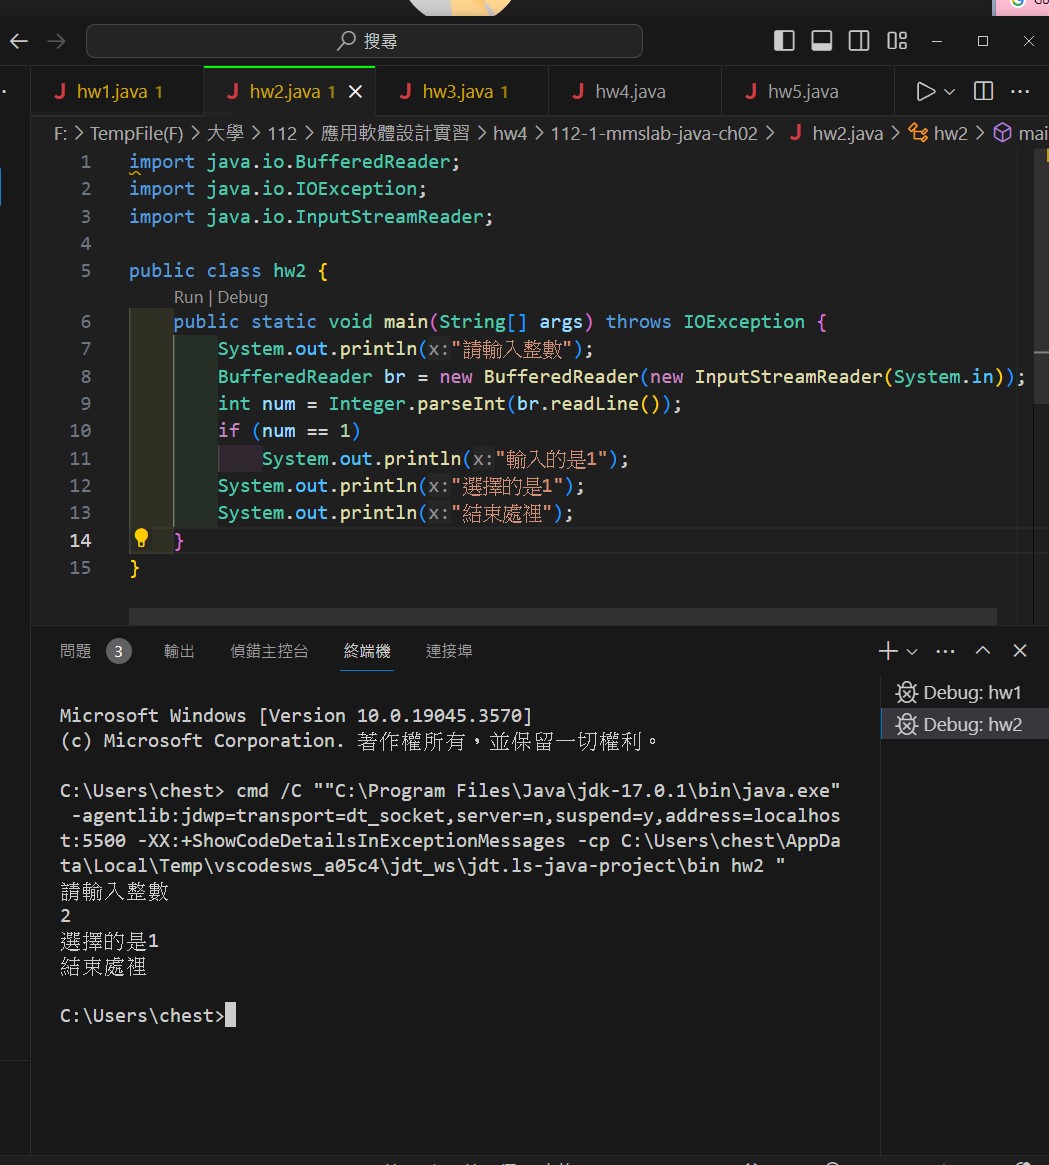 搜尋
hw1.java 1 hw2.java 1 hw3.java 1 hw4.java hw5.java
F: > TempFile(F) > 大學 > 112 > 應用軟體設計實習 > hw4 > 112-1-mmslab-java-ch02 > hw2.java > hw2 > mai
1 import java.io.BufferedReader;
2 import java.io.IOException;
3 import java.io.InputStreamReader;
4
5 public class hw2 {
Run | Debug
6 public static void main(String[] args) throws IOException {
7 System.out.println(x:"請輸入整數");
8 BufferedReader br = new BufferedReader(new InputStreamReader(System.in));
9 int num = Integer.parseInt(br.readLine());
10 if (num == 1)
11 System.out.println(x:"輸入的是1");
12 System.out.println(x:"選擇的是1");
13 System.out.println(x:"結束處裡");
14 }
15 }
問題 3 輸出 偵錯主控台 終端機 連接埠
Debug: hw1
Debug: hw2
Microsoft Windows [Version 10.0.19045.3570]
(c) Microsoft Corporation. 著作權所有，並保留一切權利。
C:\Users\chest> cmd /C ""C:\Program Files\Java\jdk-17.0.1\bin\java.exe"
-agentlib:jdwp=transport=dt_socket,server=n,suspend=y,address=localhos
t:5500 -XX:+ShowCodeDetailsInExceptionMessages -cp C:\Users\chest\AppDa
ta\Local\Temp\vscodesws_a05c4\jdt_ws\jdt.ls-java-project\bin hw2 "
請輸入整數
2
選擇的是1
結束處裡
C:\Users\chest>